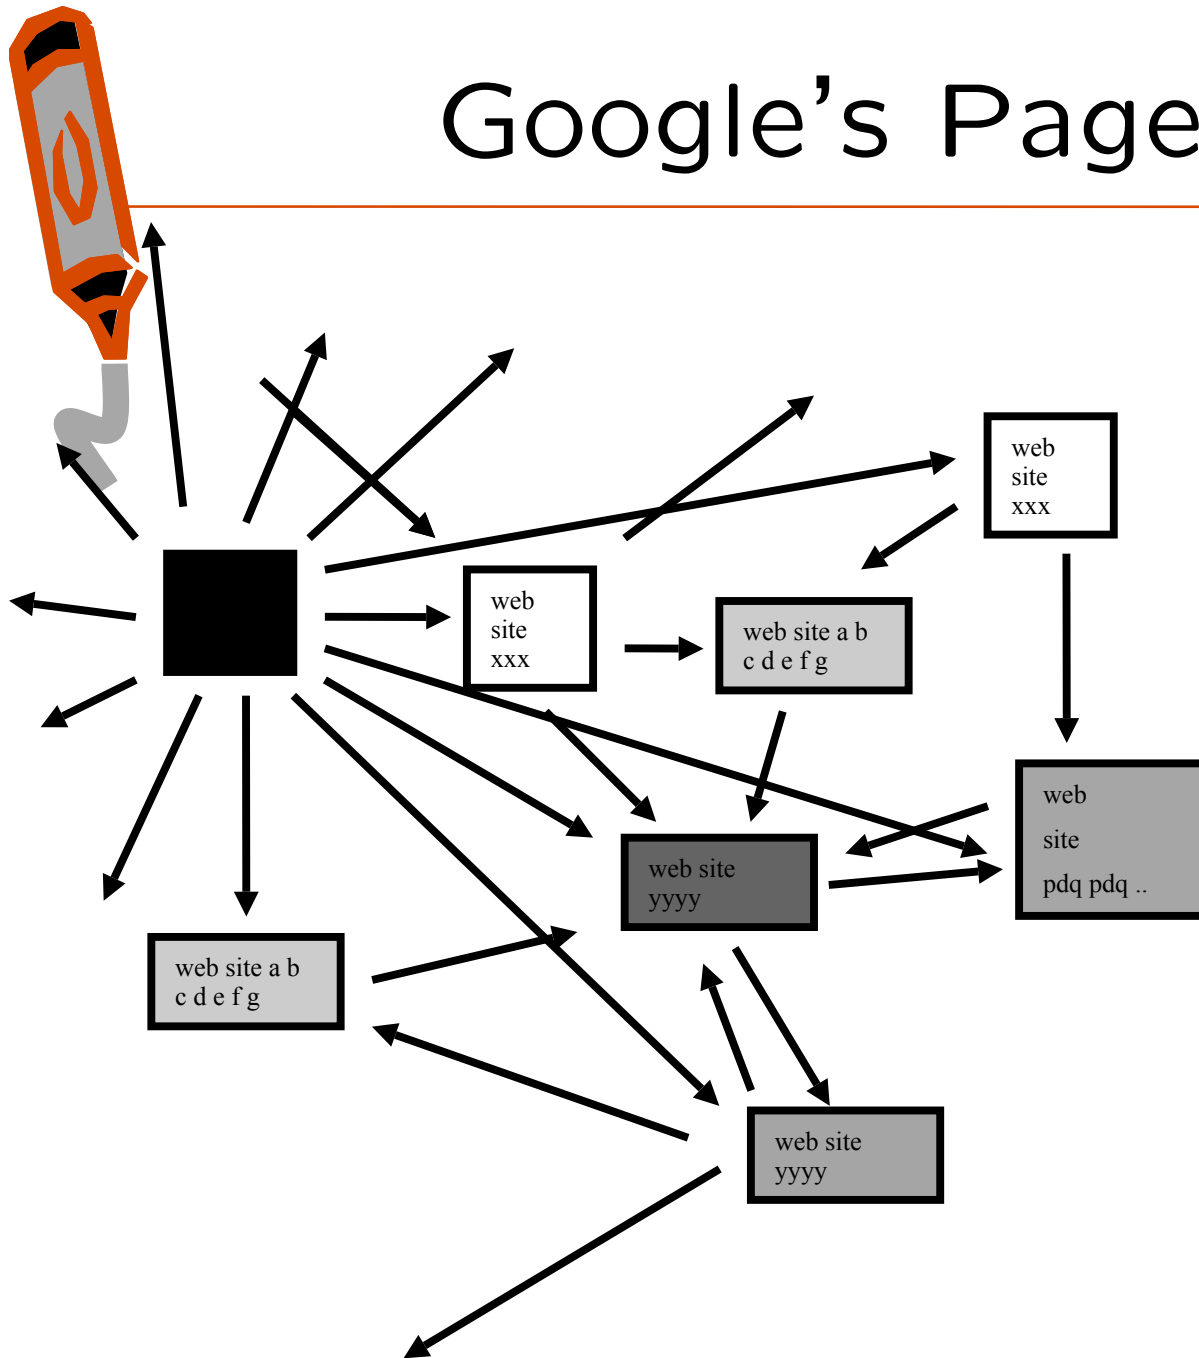 Google’s Page
web
site
xxx
web
site
xxx
web site a b
c d e f g
web
site
pdq pdq ..
web site
yyyy
web site a b
c d e f g
web site
yyyy